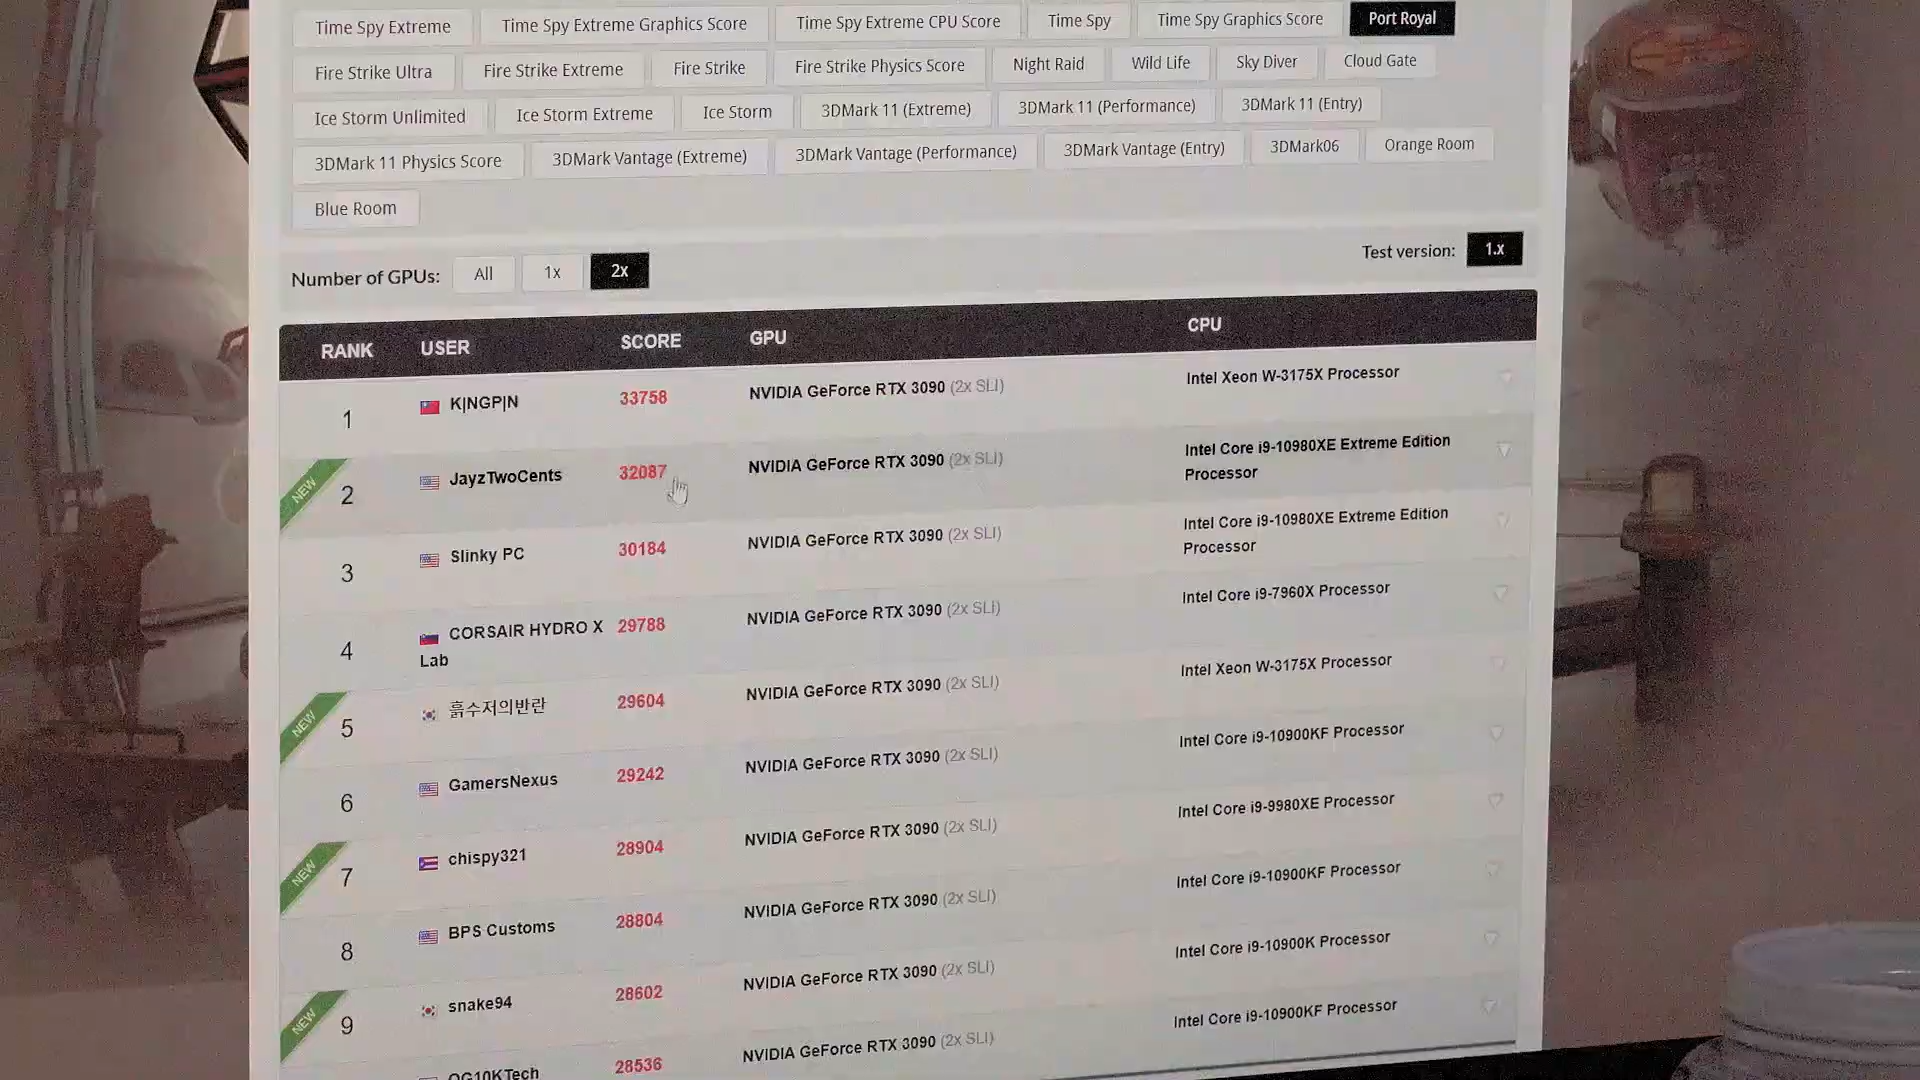 Time Spy Extreme Time Spy Extreme Graphics Score Time Spy Extreme CPU Score Time Spy Time Spy Graphics Score Port Royal
Fire Strike Ultra Fire Strike Extreme Fire Strike Fire Strike Physics Score Night Raid Wild Life Sky Diver Cloud Gate
Ice Storm Unlimited Ice Storm Extreme Ice Storm 3DMark 11 (Extreme) 3DMark 11 (Performance) 3DMark 11 (Entry)
3DMark 11 Physics Score 3DMark Vantage (Extreme) 3DMark Vantage (Performance) 3DMark Vantage (Entry) 3DMark06 Orange Room
Blue Room
Number of GPUs: All 1x 2x Test version: 1.x
RANK USER SCORE GPU CPU
1 K|NGP|N 33758 NVIDIA GeForce RTX 3090 (2x SLI) Intel Xeon W-3175X Processor
NEW 2 JayzTwoCents 32087 NVIDIA GeForce RTX 3090 (2x SLI) Intel Core i9-10980XE Extreme Edition
Processor
3 Slinky PC 30184 NVIDIA GeForce RTX 3090 (2x SLI) Intel Core i9-10980XE Extreme Edition
Processor
4 CORSAIR HYDRO X 29788 NVIDIA GeForce RTX 3090 (2x SLI) Intel Core i9-7960X Processor
Lab
NEW 5 흙수저의반란 29604 NVIDIA GeForce RTX 3090 (2x SLI) Intel Xeon W-3175X Processor
6 GamersNexus 29242 NVIDIA GeForce RTX 3090 (2x SLI) Intel Core i9-10900KF Processor
NEW 7 chispy321 28904 NVIDIA GeForce RTX 3090 (2x SLI) Intel Core i9-9980XE Processor
8 BPS Customs 28804 NVIDIA GeForce RTX 3090 (2x SLI) Intel Core i9-10900KF Processor
NEW 9 snake94 28602 NVIDIA GeForce RTX 3090 (2x SLI) Intel Core i9-10900K Processor
OG10KTech 28536 NVIDIA GeForce RTX 3090 (2x SLI) Intel Core i9-10900KF Processor